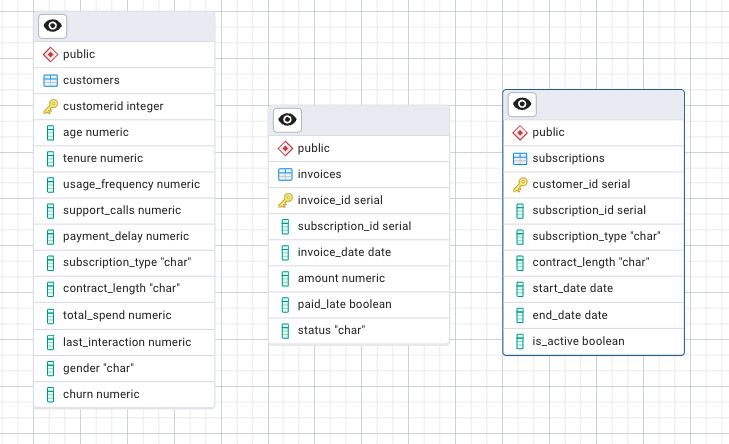 public
customers
customerid integer
age numeric
tenure numeric
usage_frequency numeric
support_calls numeric
payment_delay numeric
subscription_type "char"
contract_length "char"
total_spend numeric
last_interaction numeric
gender "char"
churn numeric
public
invoices
invoice_id serial
subscription_id serial
invoice_date date
amount numeric
paid_late boolean
status "char"
public
subscriptions
customer_id serial
subscription_id serial
subscription_type "char"
contract_length "char"
start_date date
end_date date
is_active boolean